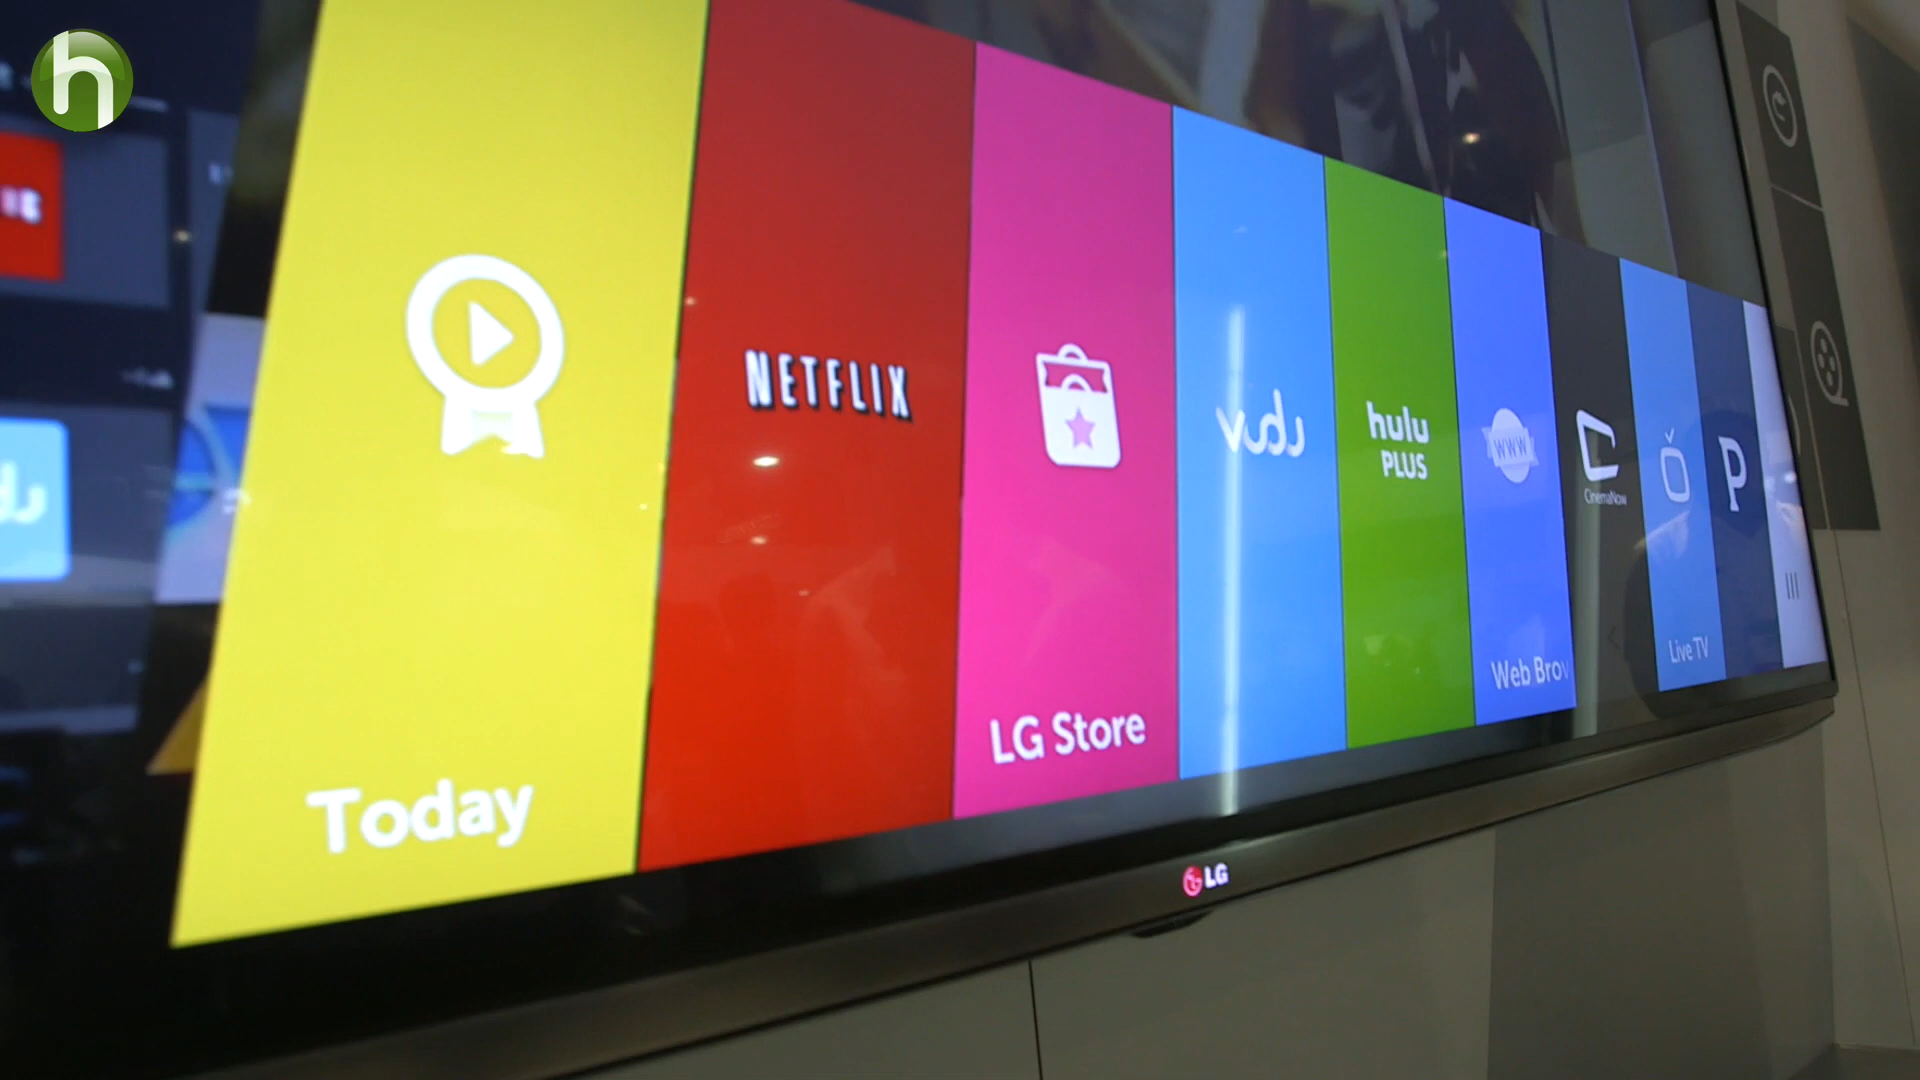 h
Today
NETFLIX
LG Store
vudu
hulu
PLUS
WWW
Web Brov
CinemaNow
Live TV
P
LG